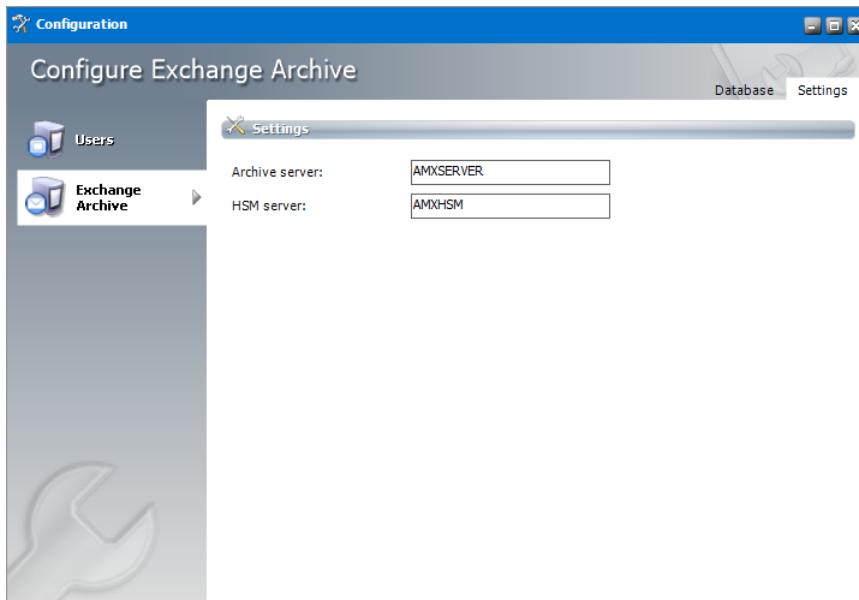 Configuration
Configure Exchange Archive
Database Settings
Users
Exchange
Archive
Settings
Archive server: AMXSERVER
HSM server: AMXHSM